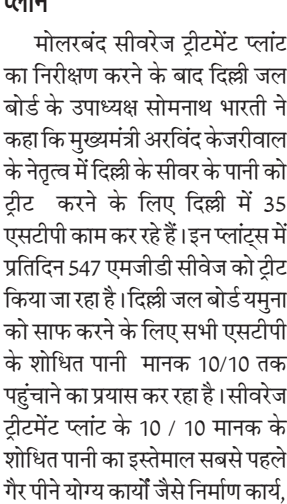 प्लान
मोलरबंद सीवरेज ट्रीटमेंट प्लांट
का निरीक्षण करने के बाद दिल्ली जल
बोर्ड के उपाध्यक्ष सोमनाथ भारती ने
कहा कि मुख्यमंत्री अरविंद केजरीवाल
के नेतृत्व में दिल्ली के सीवर के पानी को
ट्रीट करने के लिए दिल्ली में 35
एसटीपी काम कर रहे हैं। इन प्लांट्स में
प्रतिदिन 547 एमजीडी सीवेज को ट्रीट
किया जा रहा है। दिल्ली जल बोर्ड यमुना
को साफ करने के लिए सभी एसटीपी
के शोधित पानी मानक 10/10 तक
पहुंचाने का प्रयास कर रहा है। सीवरेज
ट्रीटमेंट प्लांट के 10 / 10 मानक के
शोधित पानी का इस्तेमाल सबसे पहले
गैर पीने योग्य कार्यों जैसे निर्माण कार्य,